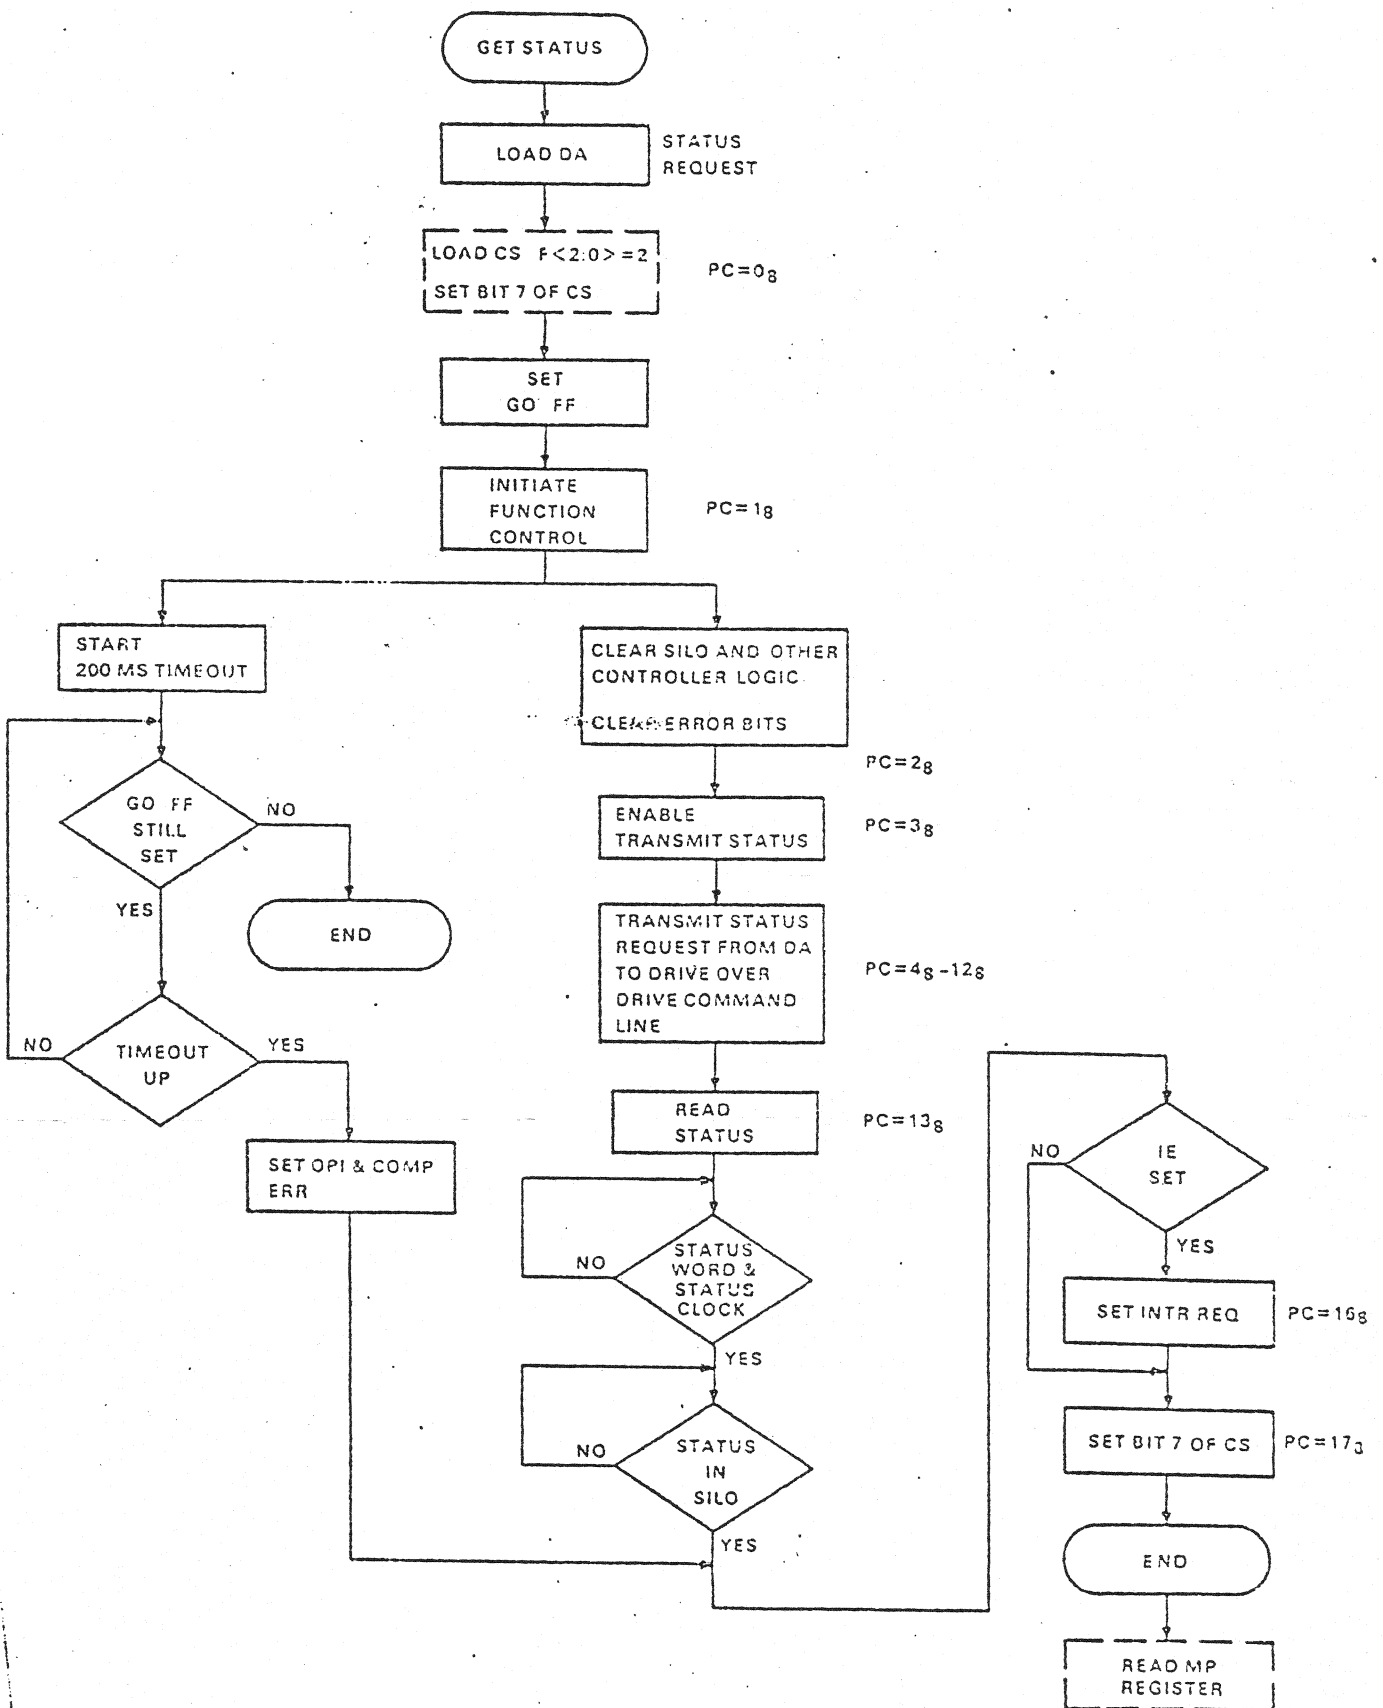 GET STATUS
LOAD DA
STATUS
REQUEST
LOAD CS F<2:0>=2
SET BIT 7 OF CS
PC=0₈
SET
GO FF
INITIATE
FUNCTION
CONTROL
PC=1₈
START
200 MS TIMEOUT
GO FF
STILL
SET
NO
YES
END
TIMEOUT
UP
NO
YES
SET OPI & COMP
ERR
CLEAR SILO AND OTHER
CONTROLLER LOGIC
CLEAR ERROR BITS
PC=2₈
ENABLE
TRANSMIT STATUS
PC=3₈
TRANSMIT STATUS
REQUEST FROM DA
TO DRIVE OVER
DRIVE COMMAND
LINE
PC=4₈-12₈
READ
STATUS
PC=13₈
STATUS
WORD &
STATUS
CLOCK
NO
YES
STATUS
IN
SILO
NO
YES
IE
SET
NO
YES
SET INTR REQ
PC=16₈
SET BIT 7 OF CS
PC=17₈
END
READ MP
REGISTER